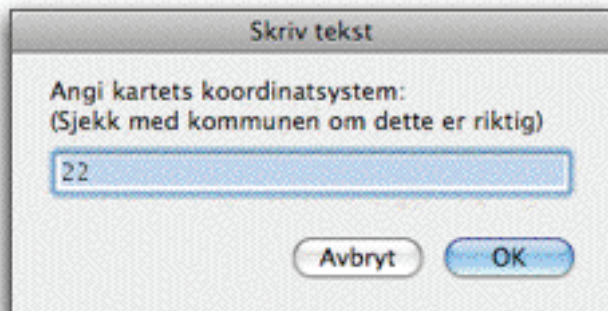 Skriv tekst
Angi kartets koordinatsystem:
(Sjekk med kommunen om dette er riktig)
22
Avbryt OK